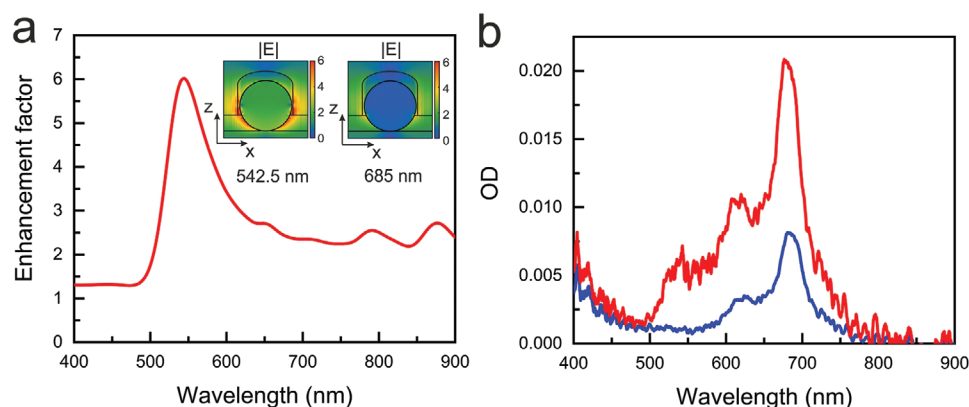 a
Enhancement factor
7
6
5
4
3
2
1
0
400 500 600 700 800 900
Wavelength (nm)
|E|
6
4
2
0
z
x
542.5 nm
|E|
6
4
2
0
z
x
685 nm
b
OD
0.020
0.015
0.010
0.005
0.000
400 500 600 700 800 900
Wavelength (nm)